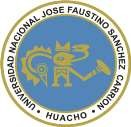 UNIVERSIDAD NACIONAL JOSE FAUSTINO SANCHEZ CARRION
• HUACHO •